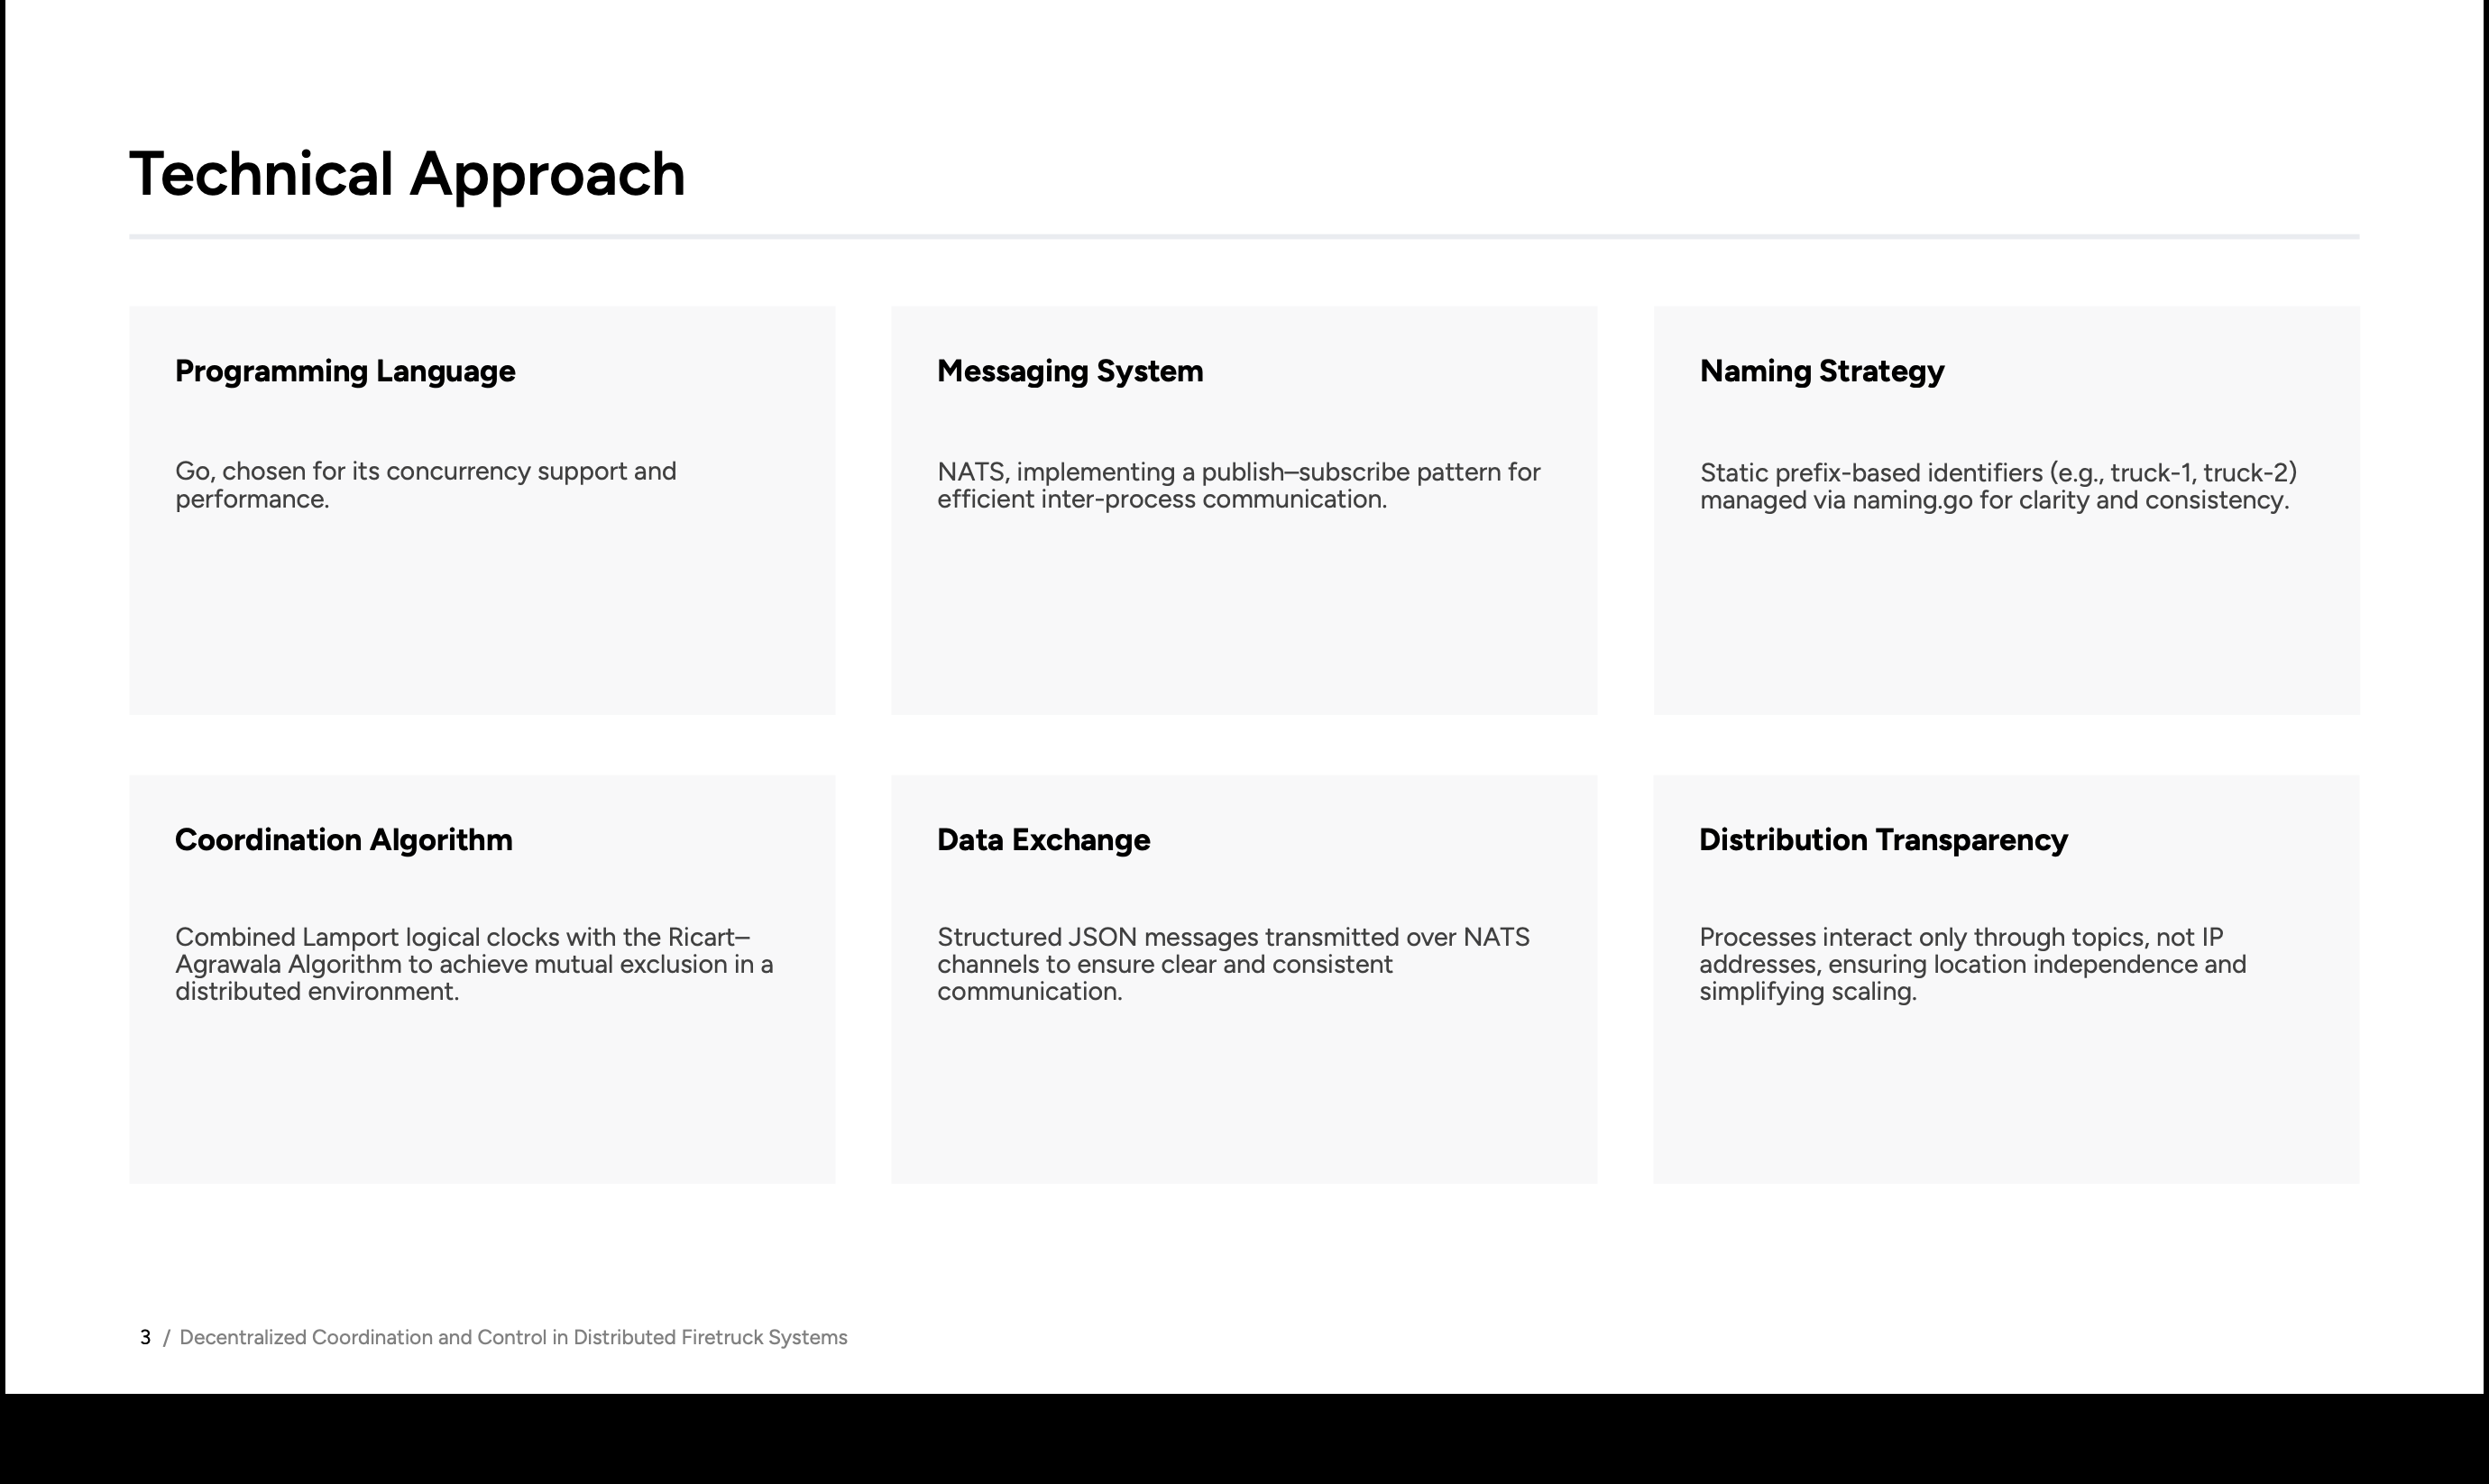 Technical Approach
Programming Language
Go, chosen for its concurrency support and
performance.
Messaging System
NATS, implementing a publish–subscribe pattern for
efficient inter-process communication.
Naming Strategy
Static prefix-based identifiers (e.g., truck-1, truck-2)
managed via naming.go for clarity and consistency.
Coordination Algorithm
Combined Lamport logical clocks with the Ricart–
Agrawala Algorithm to achieve mutual exclusion in a
distributed environment.
Data Exchange
Structured JSON messages transmitted over NATS
channels to ensure clear and consistent
communication.
Distribution Transparency
Processes interact only through topics, not IP
addresses, ensuring location independence and
simplifying scaling.
3 / Decentralized Coordination and Control in Distributed Firetruck Systems